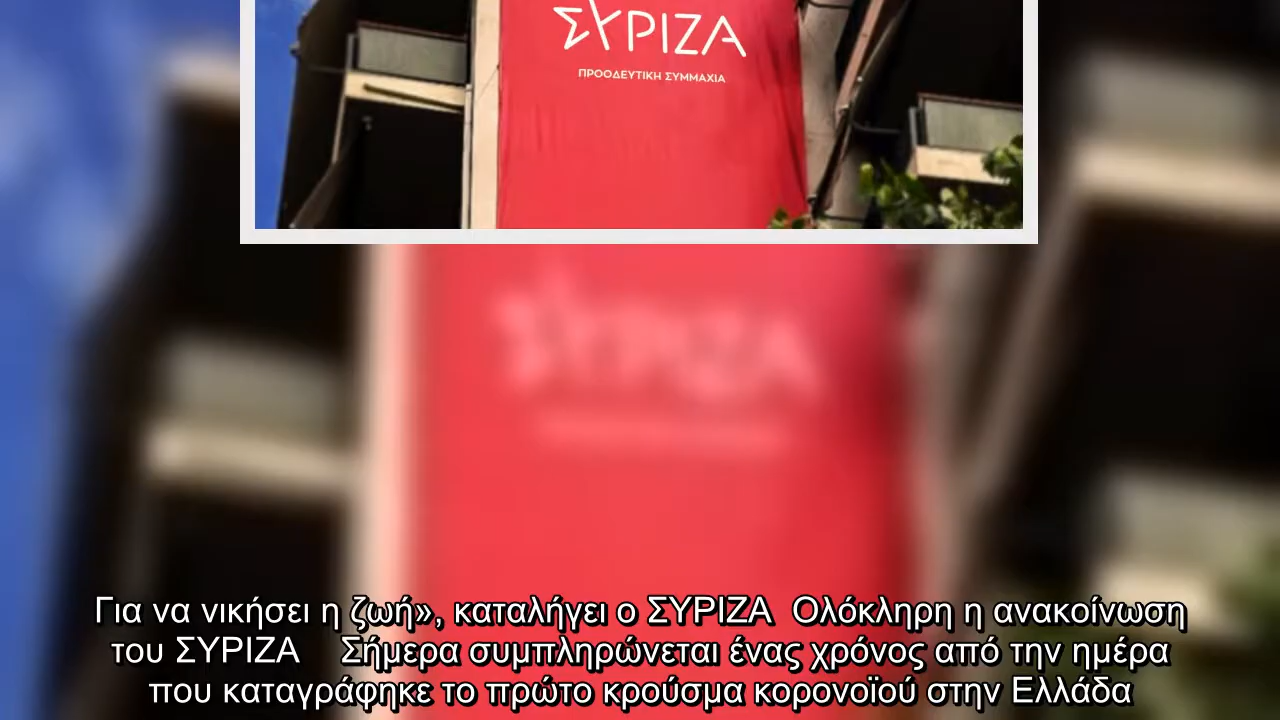 ΣΥΡΙΖΑ
ΠΡΟΟΔΕΥΤΙΚΗ ΣΥΜΜΑΧΙΑ
ΣΥΡΙΖΑ
Για να νικήσει η ζωή», καταλήγει ο ΣΥΡΙΖΑ Ολόκληρη η ανακοίνωση
του ΣΥΡΙΖΑ Σήμερα συμπληρώνεται ένας χρόνος από την ημέρα
που καταγράφηκε το πρώτο κρούσμα κορονοϊού στην Ελλάδα